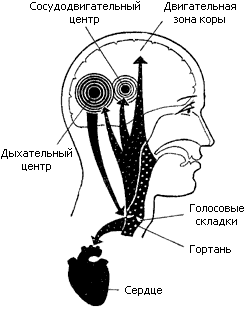 Сосудодвигательный
центр
Двигательная
зона коры
Дыхательный
центр
Голосовые
складки
Гортань
Сердце